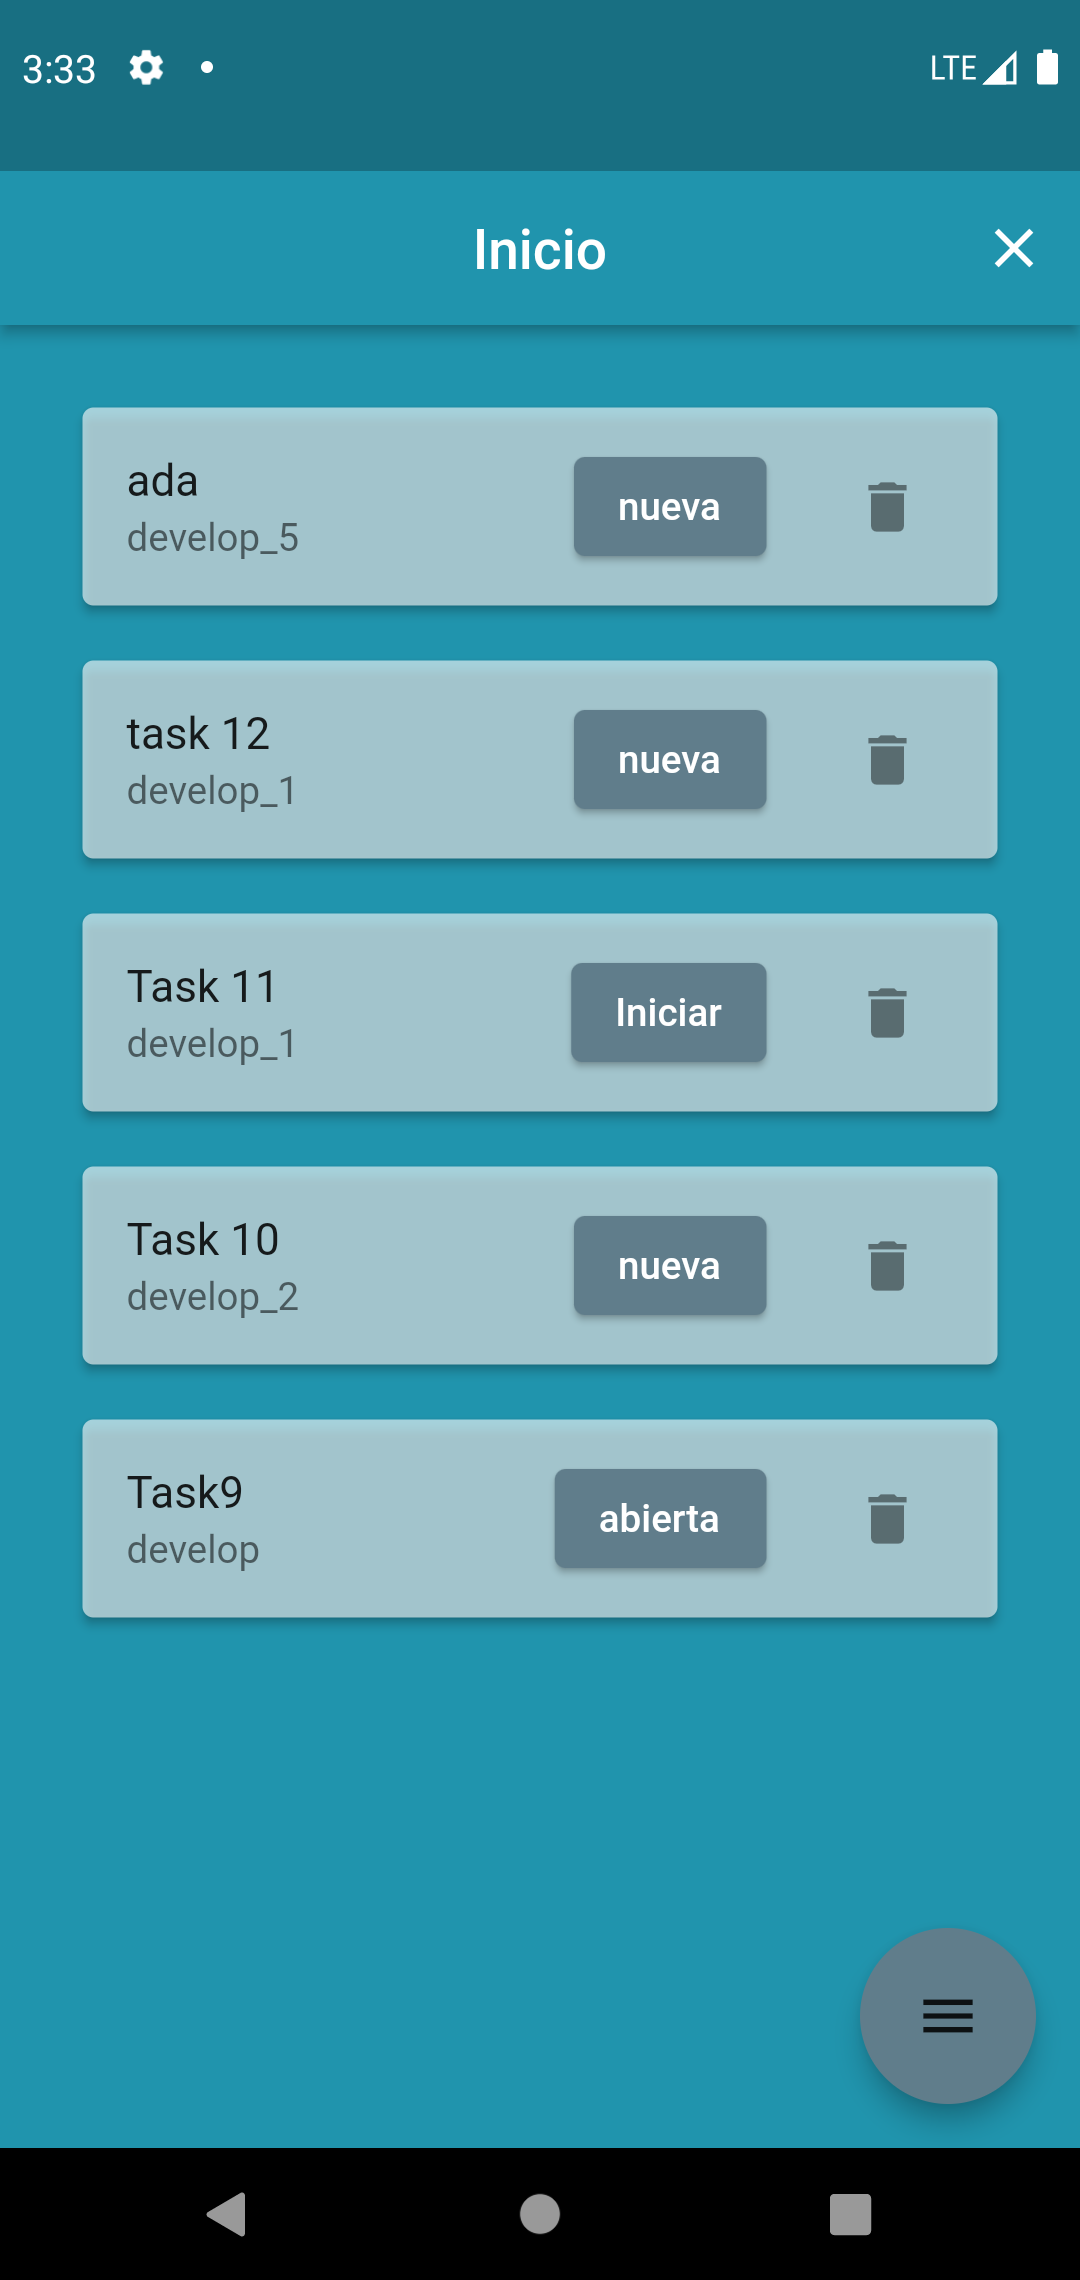 3:33
LTE
Inicio
ada
develop_5
nueva
task 12
develop_1
nueva
Task 11
develop_1
Iniciar
Task 10
develop_2
nueva
Task9
develop
abierta